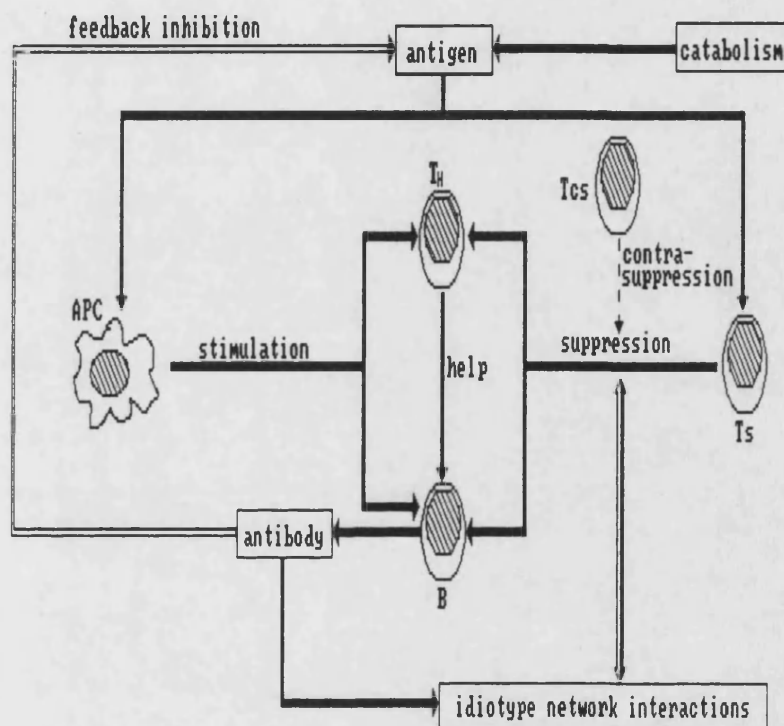 feedback inhibition
antigen
catabolism
TH
Tcs
contra-
suppression
APC
stimulation
help
suppression
Ts
antibody
B
idiotype network interactions